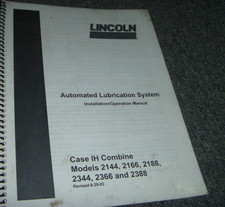 LINCOLN
Automated Lubrication System
Installation/Operation Manual
Case IH Combine
Models 2144, 2166, 2188,
2344, 2366 and 2388